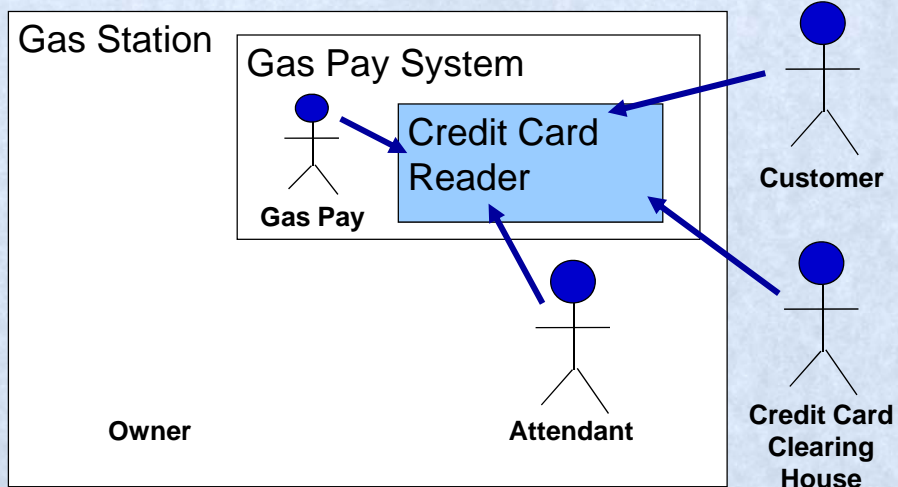 Gas Station
Gas Pay System
Credit Card
Reader
Gas Pay
Customer
Owner
Attendant
Credit Card
Clearing
House